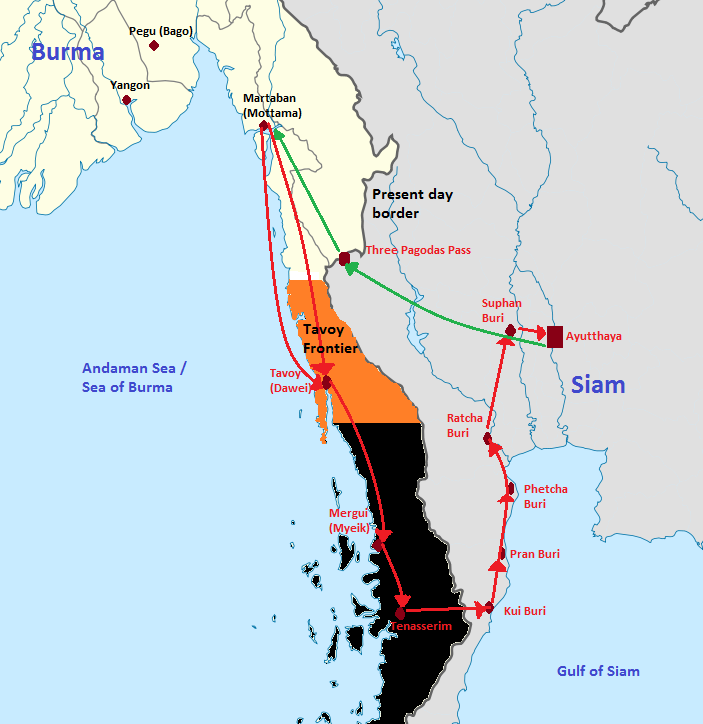 Pegu (Bago)
Burma
Yangon
Martaban
(Mottama)
Present day
border
Three Pagodas Pass
Suphan
Buri
Ayutthaya
Tavoy
Frontier
Andaman Sea /
Sea of Burma
Tavoy
(Dawei)
Siam
Ratcha
Buri
Phetcha
Buri
Mergui
(Myeik)
Pran Buri
Kui Buri
Tenasserim
Gulf of Siam